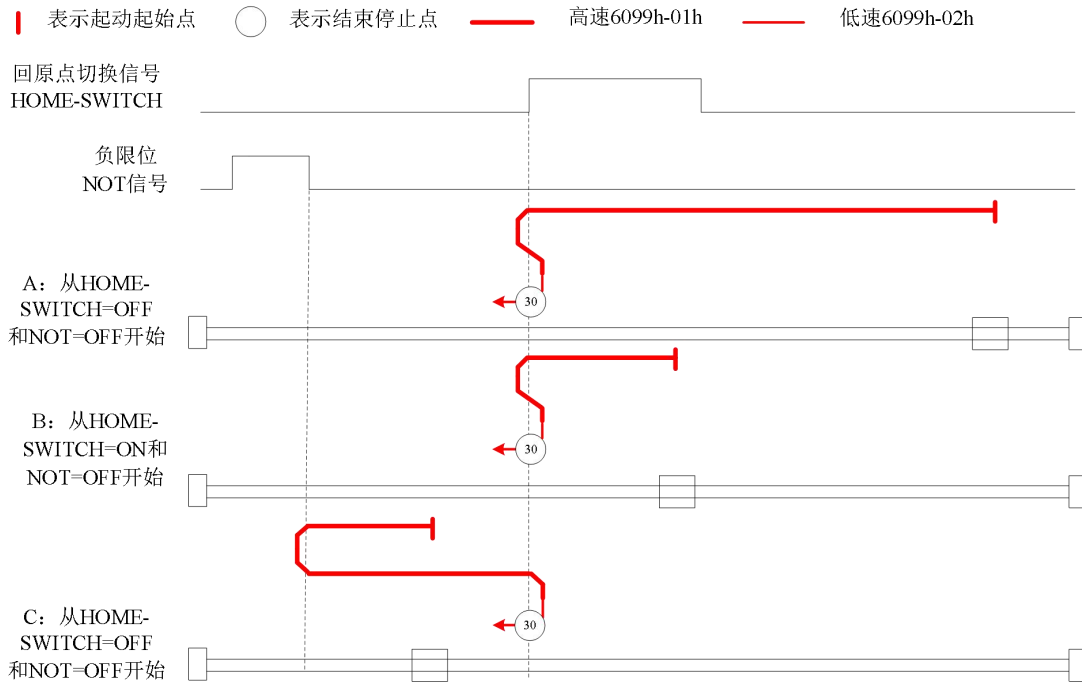 表示起动起始点 表示结束停止点 高速6099h-01h 低速6099h-02h
回原点切换信号
HOME-SWITCH
负限位
NOT信号
30
A：从HOME-
SWITCH=OFF
和NOT=OFF开始
30
B：从HOME-
SWITCH=ON和
NOT=OFF开始
30
C：从HOME-
SWITCH=OFF
和NOT=OFF开始